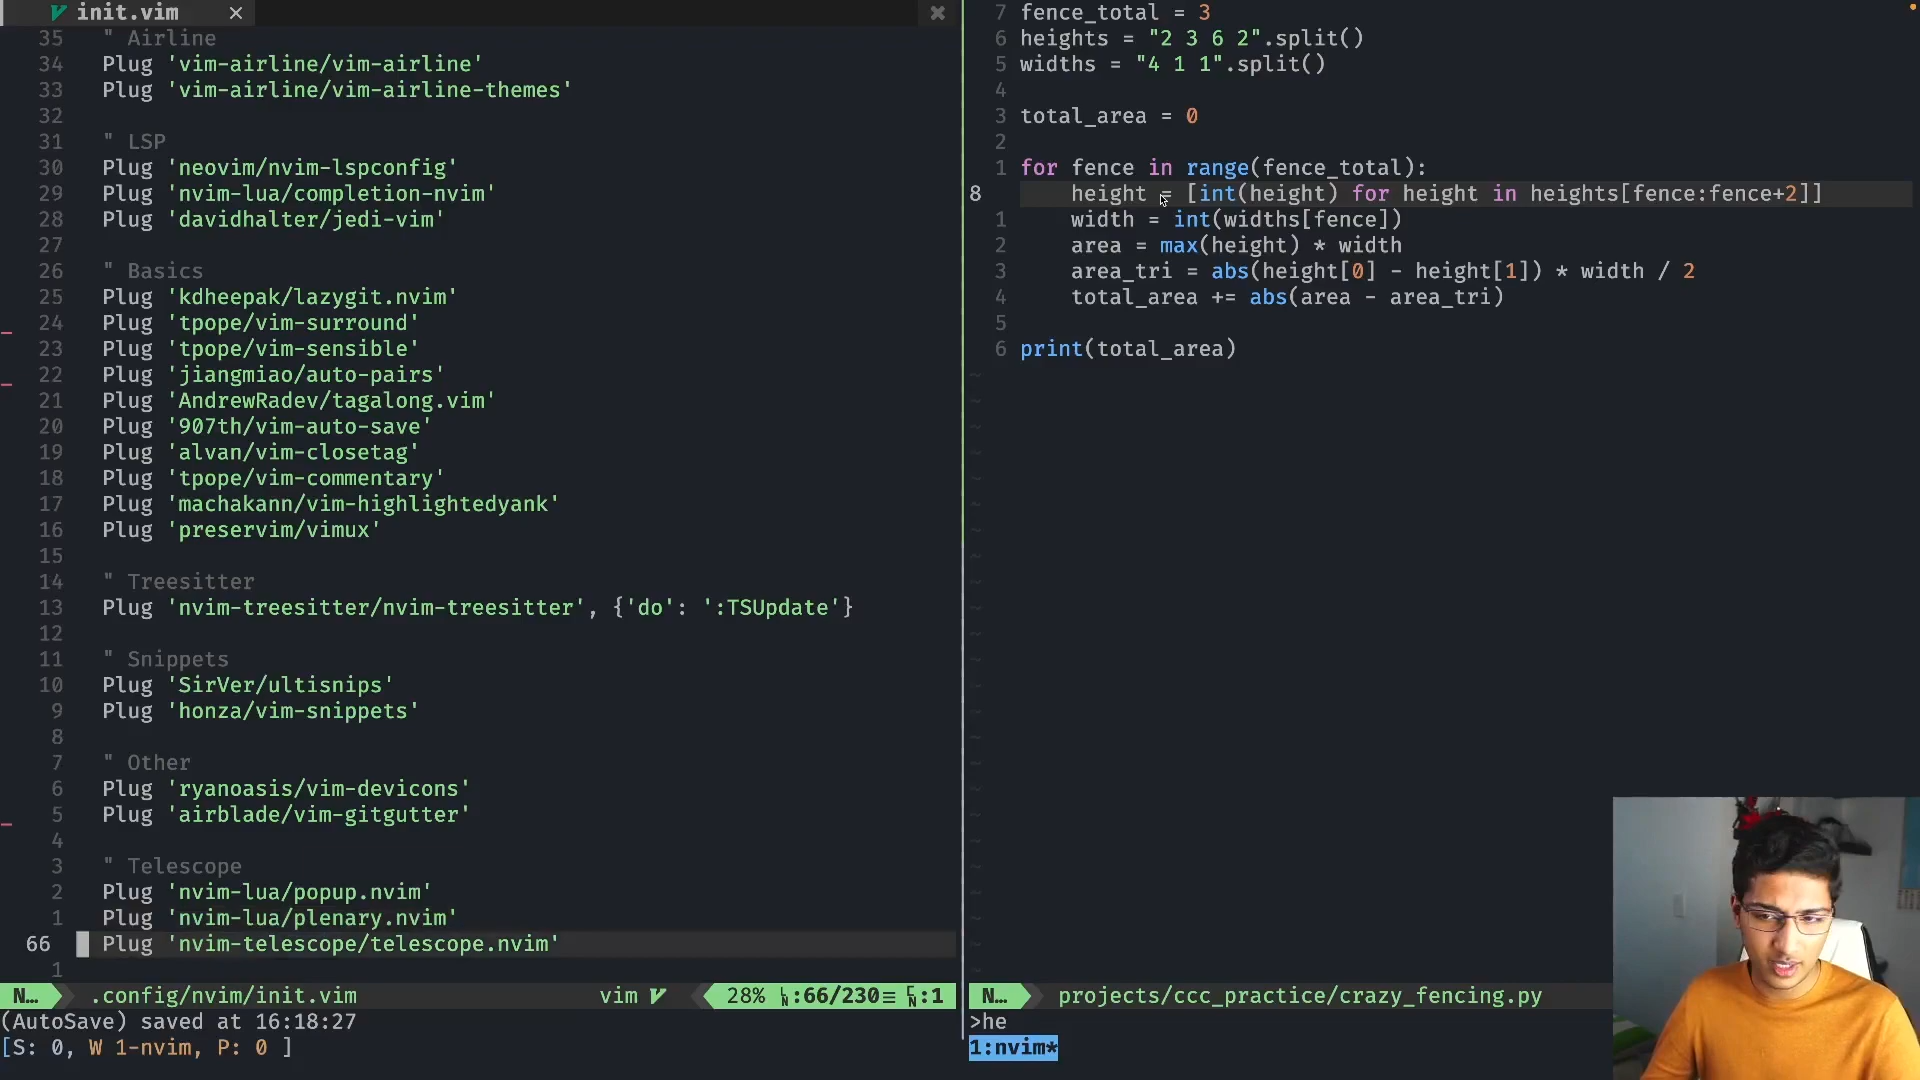 init.vim ×
35 " Airline
34 Plug 'vim-airline/vim-airline'
33 Plug 'vim-airline/vim-airline-themes'
32
31 " LSP
30 Plug 'neovim/nvim-lspconfig'
29 Plug 'nvim-lua/completion-nvim'
28 Plug 'davidhalter/jedi-vim'
27
26 " Basics
25 Plug 'kdheepak/lazygit.nvim'
24 Plug 'tpope/vim-surround'
23 Plug 'tpope/vim-sensible'
22 Plug 'jiangmiao/auto-pairs'
21 Plug 'AndrewRadev/tagalong.vim'
20 Plug '907th/vim-auto-save'
19 Plug 'alvan/vim-closetag'
18 Plug 'tpope/vim-commentary'
17 Plug 'machakann/vim-highlightedyank'
16 Plug 'preservim/vimux'
15
14 " Treesitter
13 Plug 'nvim-treesitter/nvim-treesitter', {'do': ':TSUpdate'}
12
11 " Snippets
10 Plug 'SirVer/ultisnips'
9 Plug 'honza/vim-snippets'
8
7 " Other
6 Plug 'ryanoasis/vim-devicons'
5 Plug 'airblade/vim-gitgutter'
4
3 " Telescope
2 Plug 'nvim-lua/popup.nvim'
1 Plug 'nvim-lua/plenary.nvim'
66 Plug 'nvim-telescope/telescope.nvim'
1
N… .config/nvim/init.vim vim 28% ㏑:66/230≡ ℅:1
(AutoSave) saved at 16:18:27
[S: 0, W 1-nvim, P: 0 ]
7 fence_total = 3
6 heights = "2 3 6 2".split()
5 widths = "4 1 1".split()
4
3 total_area = 0
2
1 for fence in range(fence_total):
8 height = [int(height) for height in heights[fence:fence+2]]
1 width = int(widths[fence])
2 area = max(height) * width
3 area_tri = abs(height[0] - height[1]) * width / 2
4 total_area += abs(area - area_tri)
5
6 print(total_area)
N… projects/ccc_practice/crazy_fencing.py
>he
1:nvim*